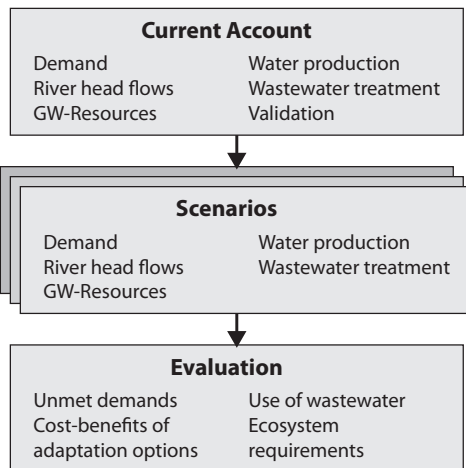 Current Account
Demand
River head flows
GW-Resources
Water production
Wastewater treatment
Validation
Scenarios
Demand
River head flows
GW-Resources
Water production
Wastewater treatment
Evaluation
Unmet demands
Cost-benefits of
adaptation options
Use of wastewater
Ecosystem
requirements